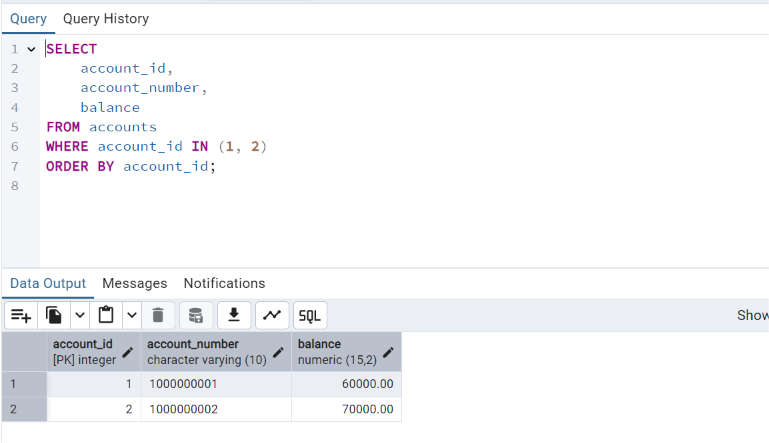 Query Query History
1 SELECT
2 account_id,
3 account_number,
4 balance
5 FROM accounts
6 WHERE account_id IN (1, 2)
7 ORDER BY account_id;
8
Data Output Messages Notifications
SQL Show
account_id account_number balance
[PK] integer character varying (10) numeric (15,2)
1 1 1000000001 60000.00
2 2 1000000002 70000.00